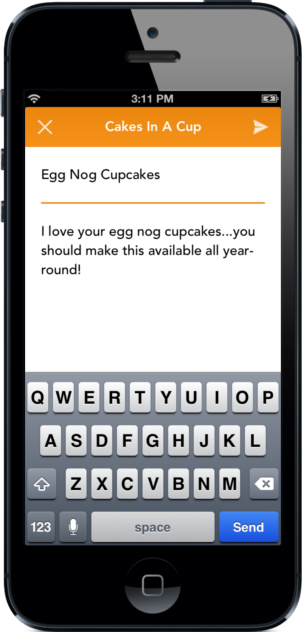 3:11 PM
Cakes In A Cup
Egg Nog Cupcakes
I love your egg nog cupcakes...you
should make this available all year-
round!
Q W E R T Y U I O P
A S D F G H J K L
Z X C V B N M
123 space Send